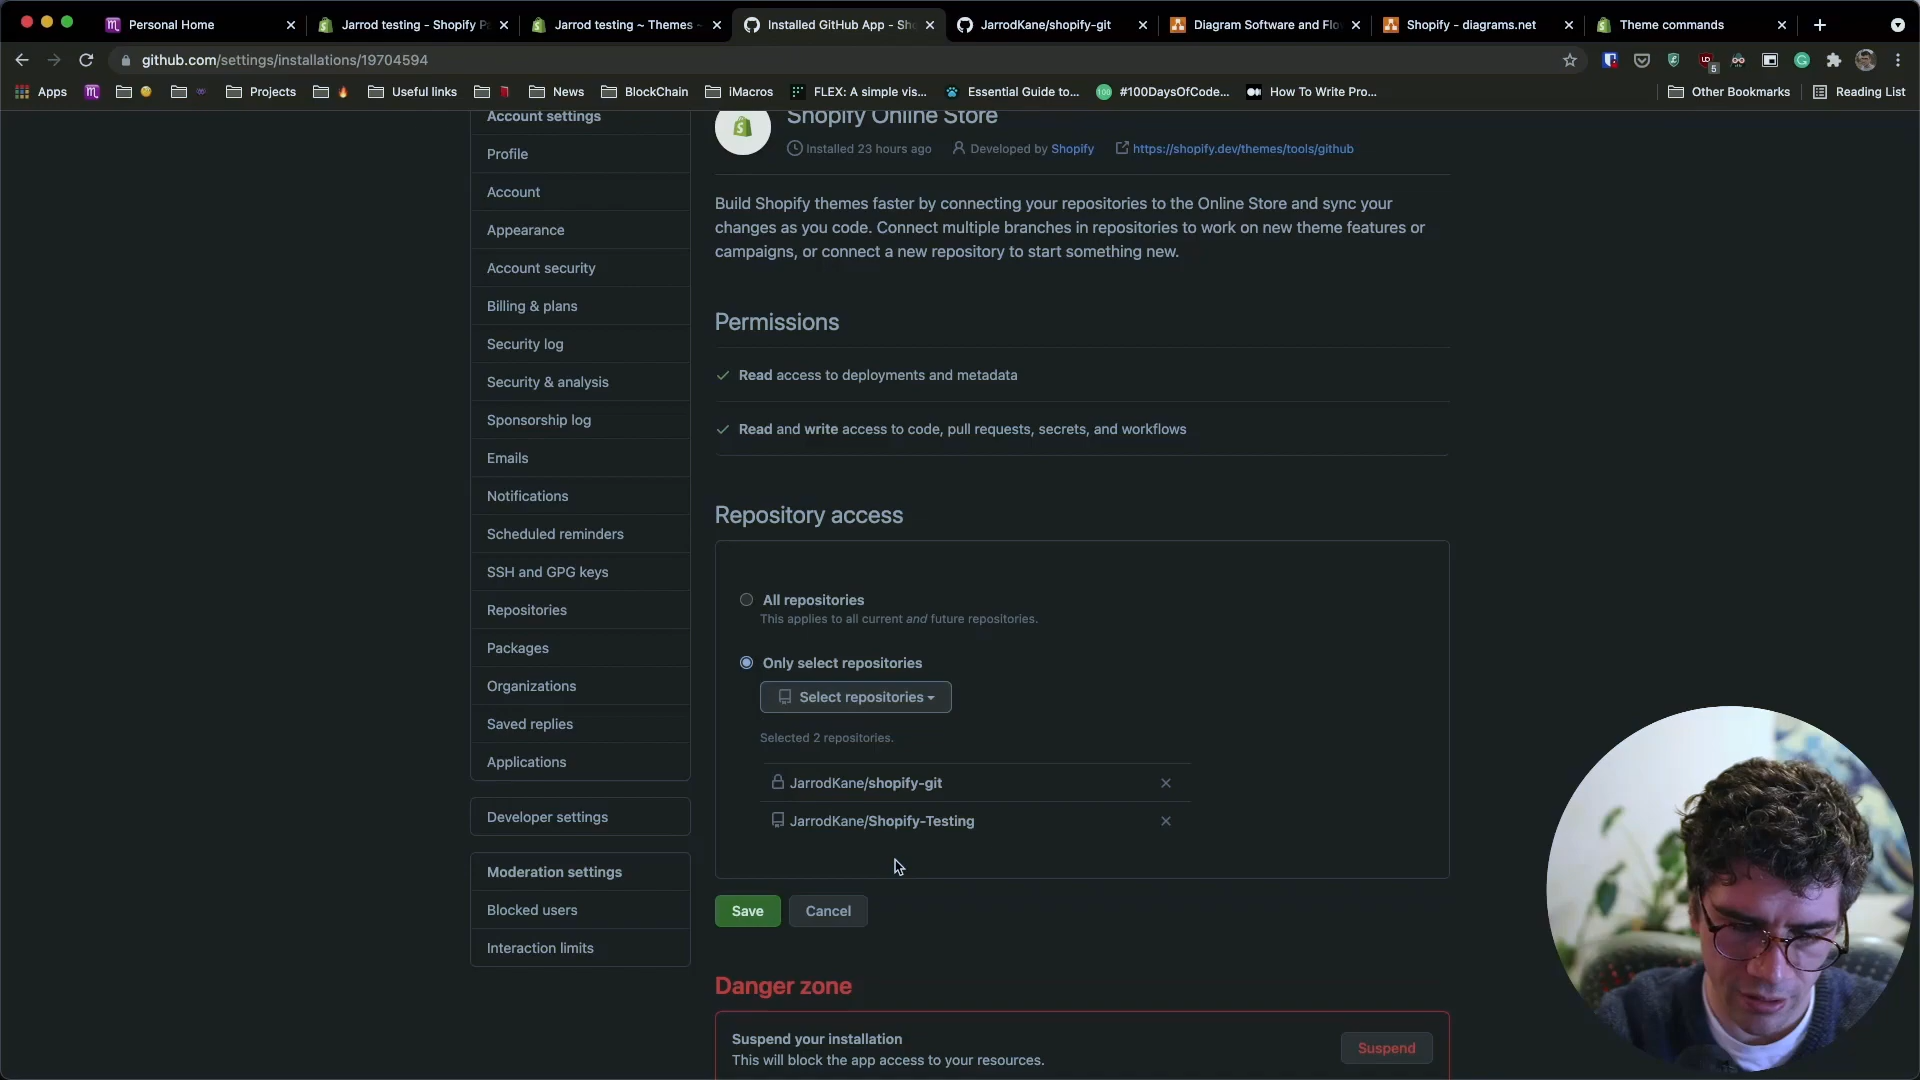 Personal Home
Jarrod testing - Shopify Pa
Jarrod testing ~ Themes -
Installed GitHub App - Sho
JarrodKane/shopify-git
Diagram Software and Flo
Shopify - diagrams.net
Theme commands
github.com/settings/installations/19704594
5
Apps
Projects
Useful links
News
BlockChain
iMacros
FLEX: A simple vis...
Essential Guide to...
#100DaysOfCode...
How To Write Pro...
Other Bookmarks
Reading List
Account settings
Profile
Account
Appearance
Account security
Billing & plans
Security log
Security & analysis
Sponsorship log
Emails
Notifications
Scheduled reminders
SSH and GPG keys
Repositories
Packages
Organizations
Saved replies
Applications
Developer settings
Moderation settings
Blocked users
Interaction limits
Shopify Online Store
Installed 23 hours ago
Developed by Shopify
https://shopify.dev/themes/tools/github
Build Shopify themes faster by connecting your repositories to the Online Store and sync your
changes as you code. Connect multiple branches in repositories to work on new theme features or
campaigns, or connect a new repository to start something new.
Permissions
Read access to deployments and metadata
Read and write access to code, pull requests, secrets, and workflows
Repository access
All repositories
This applies to all current and future repositories.
Only select repositories
Select repositories
Selected 2 repositories.
JarrodKane/shopify-git
JarrodKane/Shopify-Testing
Save
Cancel
Danger zone
Suspend your installation
This will block the app access to your resources.
Suspend